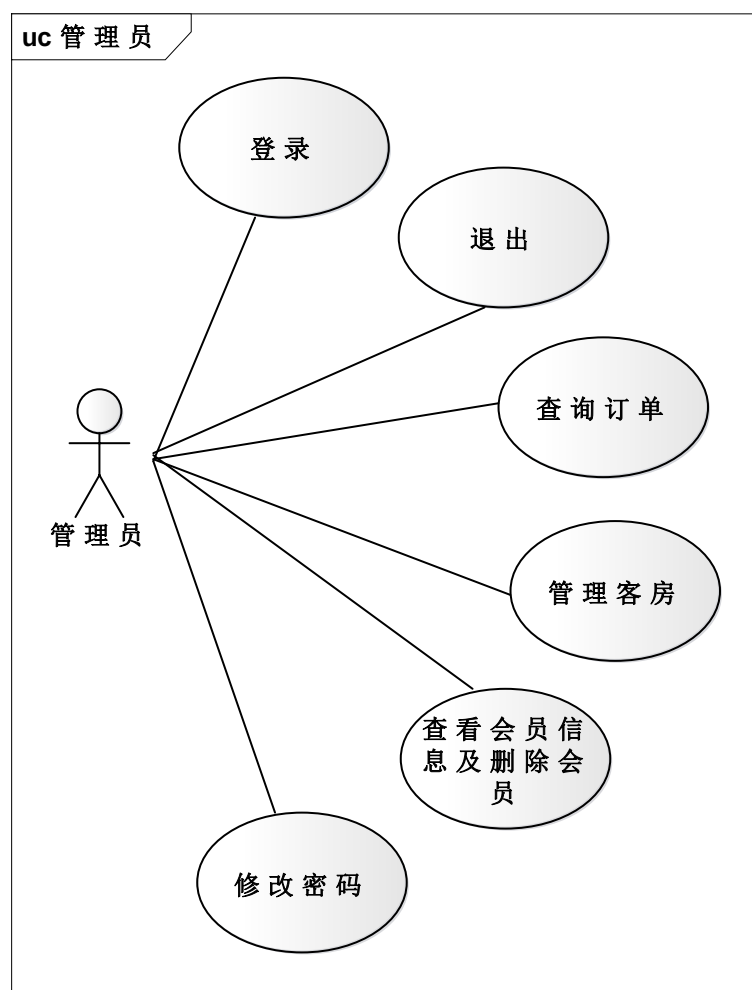 uc 管理员
登录
退出
查询订单
管理员
管理客房
查看会员信
息及删除会
员
修改密码